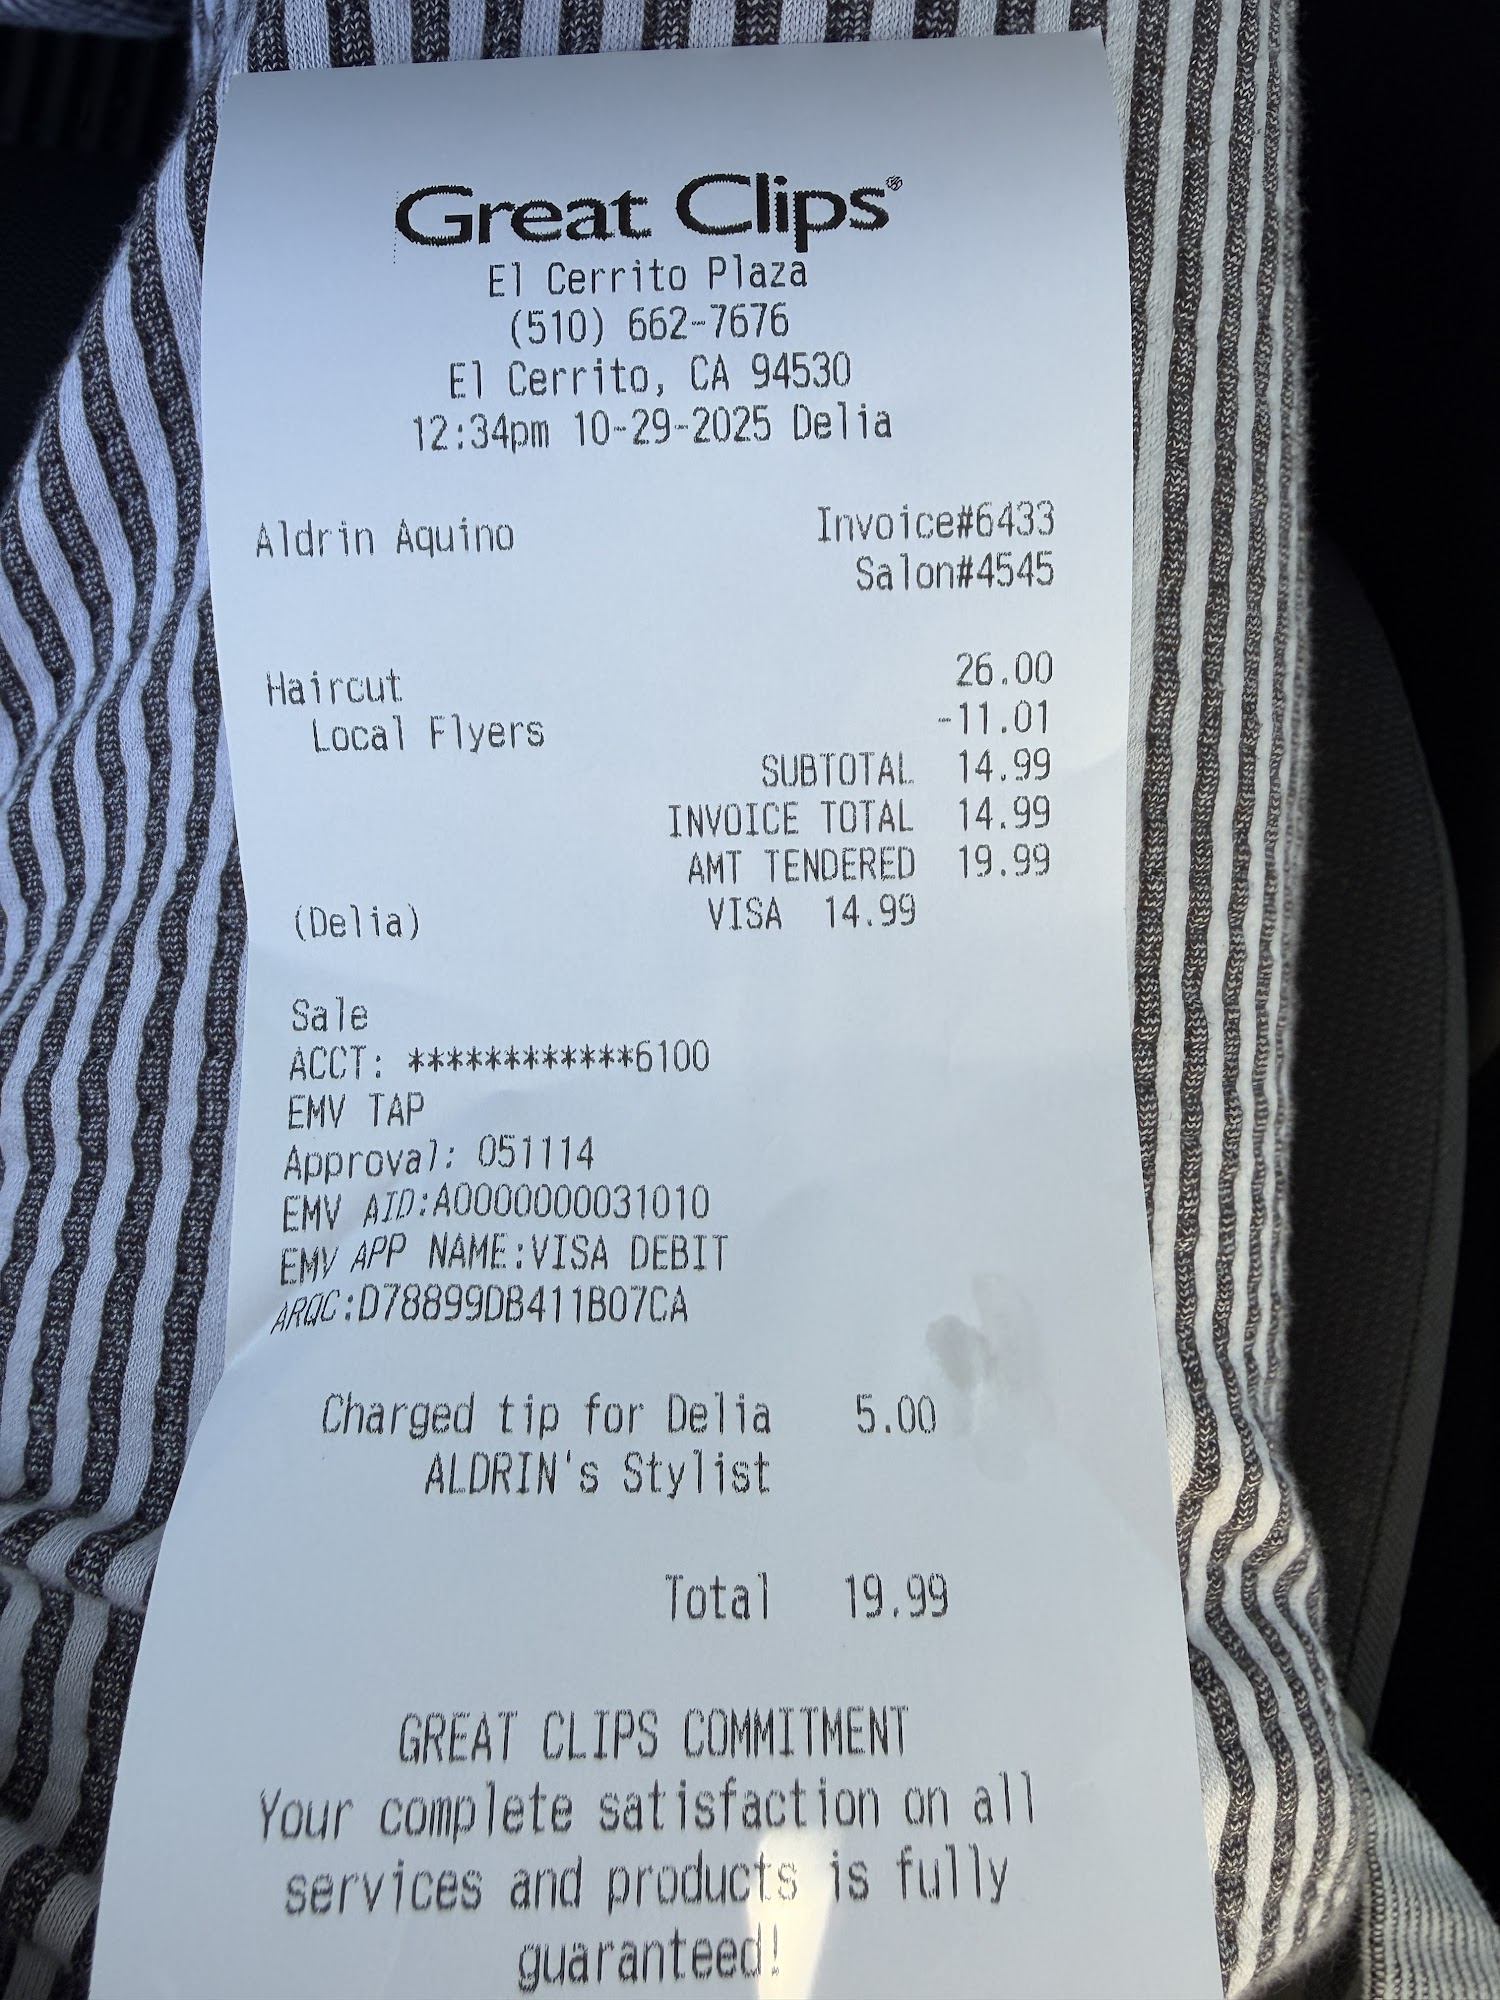 Great Clips®
El Cerrito Plaza
(510) 662-7676
El Cerrito, CA 94530
12:34pm 10-29-2025 Delia
Aldrin Aquino Invoice#6433
Salon#4545
Haircut 26.00
Local Flyers -11.01
SUBTOTAL 14.99
INVOICE TOTAL 14.99
AMT TENDERED 19.99
(Delia) VISA 14.99
Sale
ACCT: ************6100
EMV TAP
Approval: 051114
EMV AID:A0000000031010
EMV APP NAME:VISA DEBIT
ARQC:D78899DB411B07CA
Charged tip for Delia 5.00
ALDRIN's Stylist
Total 19.99
GREAT CLIPS COMMITMENT
Your complete satisfaction on all
services and products is fully
guaranteed!